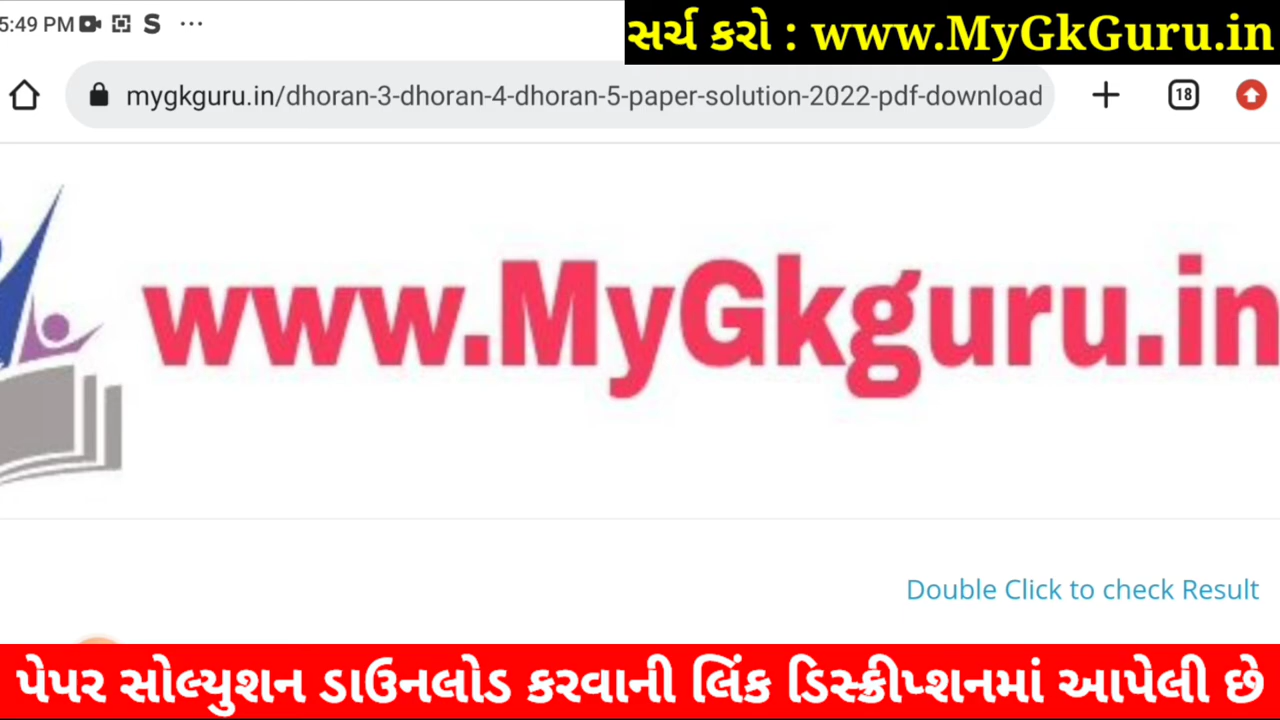 5:49 PM S ...
સર્ચ કરો : www.MyGkGuru.in
mygkguru.in/dhoran-3-dhoran-4-dhoran-5-paper-solution-2022-pdf-download
18
www.MyGkguru.in
Double Click to check Result
પેપર સોલ્યુશન ડાઉનલોડ કરવાની લિંક ડિસ્ક્રીપ્શનમાં આપેલી છે